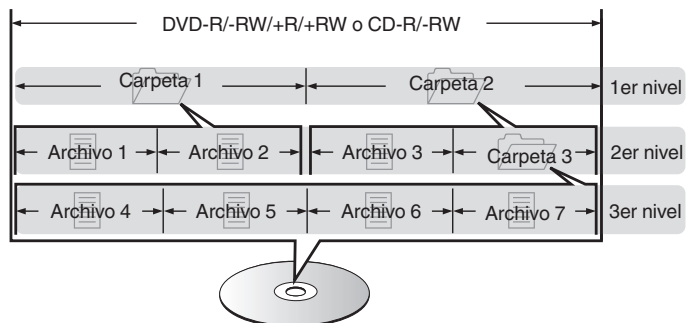 DVD-R/-RW/+R/+RW o CD-R/-RW
Carpeta 1 Carpeta 2 1er nivel
Archivo 1 Archivo 2 Archivo 3 Carpeta 3 2er nivel
Archivo 4 Archivo 5 Archivo 6 Archivo 7 3er nivel